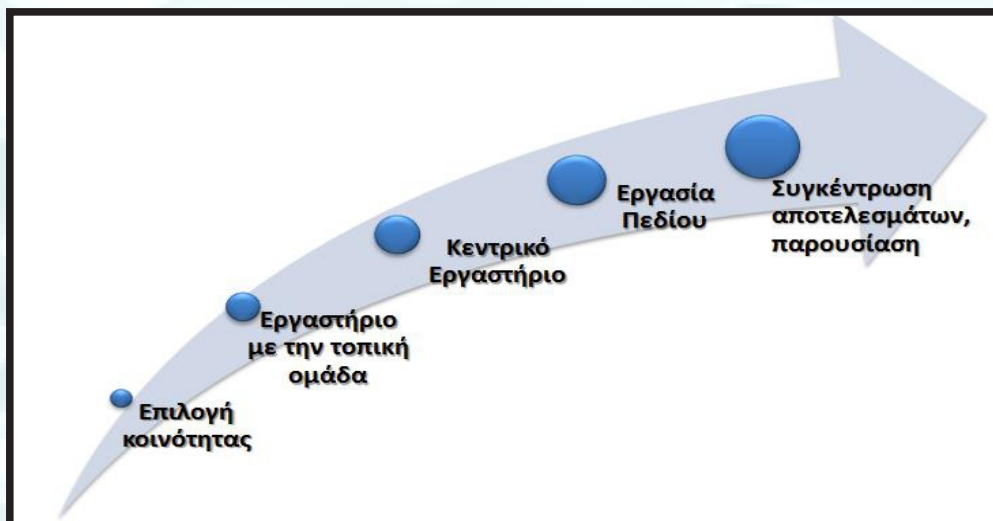 Επιλογή
κοινότητας
Εργαστήριο
με την τοπική
ομάδα
Κεντρικό
Εργαστήριο
Εργασία
Πεδίου
Συγκέντρωση
αποτελεσμάτων,
παρουσίαση